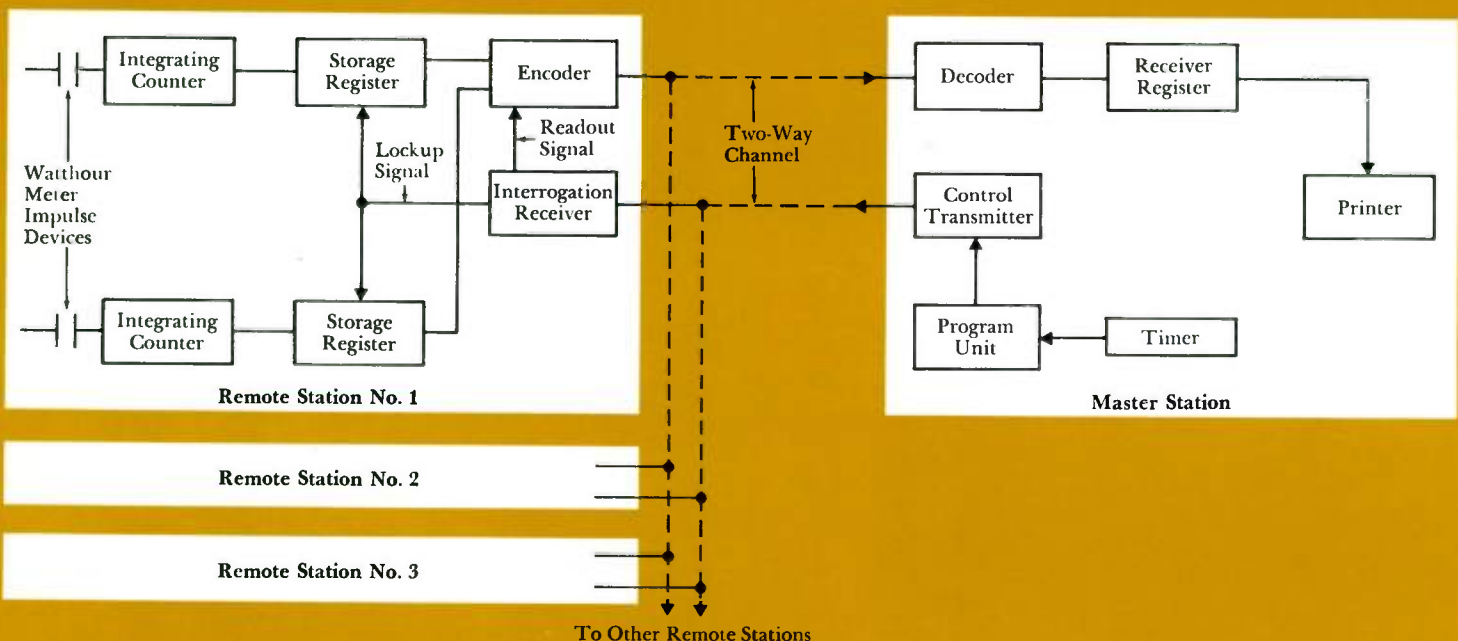 Integrating
Counter
Storage
Register
Encoder
Readout
Signal
Lockup
Signal
Watthour
Meter
Impulse
Devices
Interrogation
Receiver
Integrating
Counter
Storage
Register
Remote Station No. 1
Two-Way
Channel
Decoder
Receiver
Register
Control
Transmitter
Printer
Program
Unit
Timer
Master Station
Remote Station No. 2
Remote Station No. 3
To Other Remote Stations